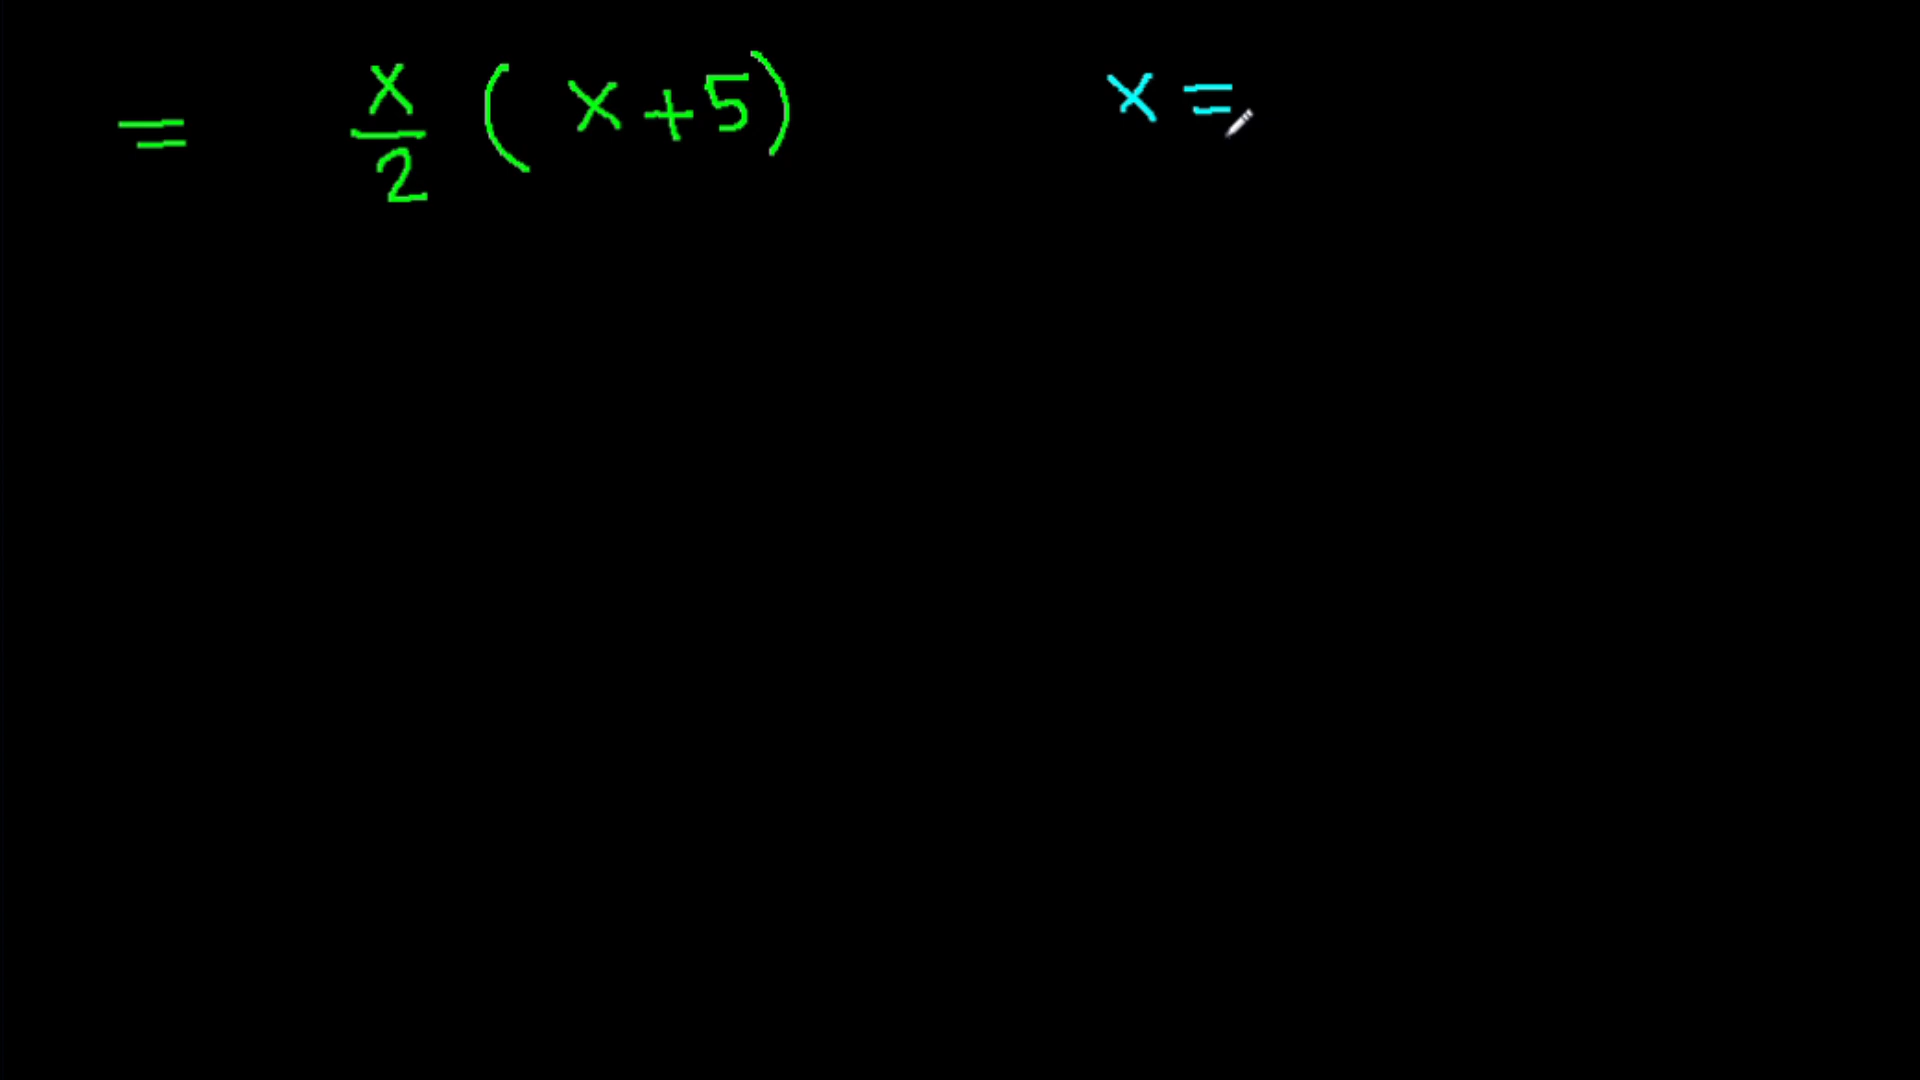 = x/2 ( x + 5 ) x =